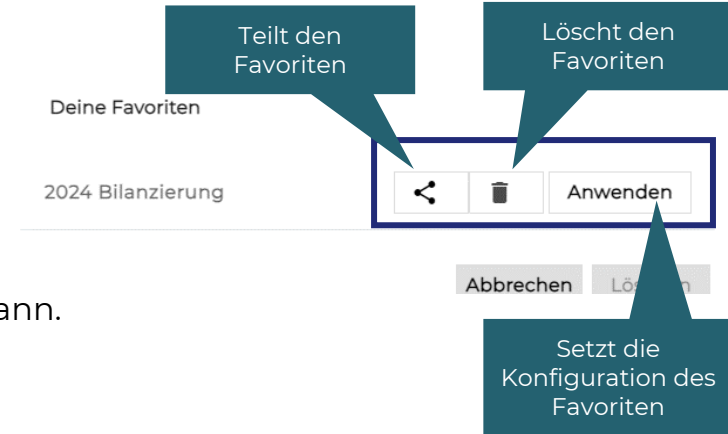 Teilt den
Favoriten
Löscht den
Favoriten
Deine Favoriten
2024 Bilanzierung
Anwenden
Abbrechen
ann.
Setzt die
Konfiguration des
Favoriten